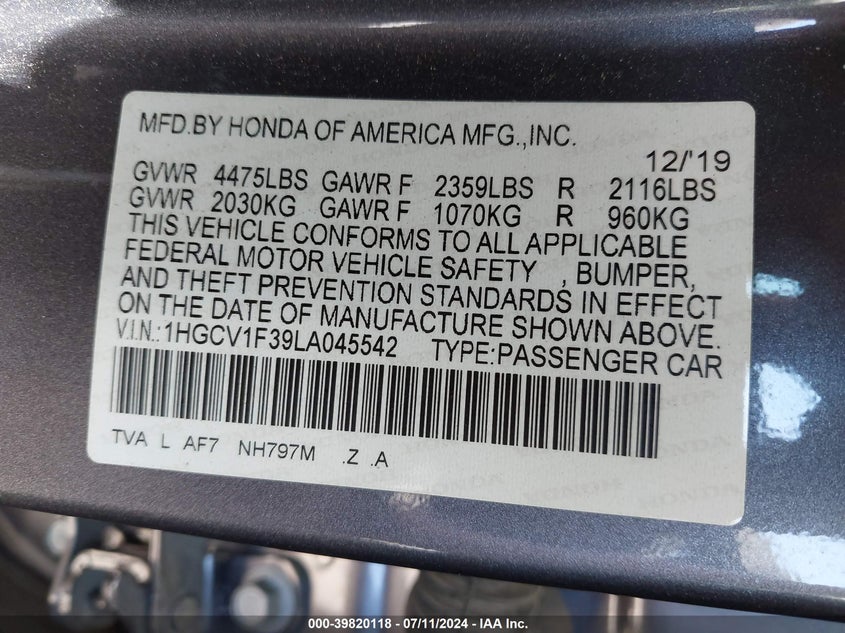 MFD.BY HONDA OF AMERICA MFG.,INC.
12/'19
GVWR 4475LBS GAWR F 2359LBS R 2116LBS
GVWR 2030KG GAWR F 1070KG R 960KG
THIS VEHICLE CONFORMS TO ALL APPLICABLE
FEDERAL MOTOR VEHICLE SAFETY , BUMPER,
AND THEFT PREVENTION STANDARDS IN EFFECT
ON THE DATE OF MANUFACTURE SHOWN ABOVE.
V.I.N.:1HGCV1F39LA045542 TYPE:PASSENGER CAR
TVA L AF7 NH797M .Z .A
000-39820118 - 07/11/2024 - IAA Inc.